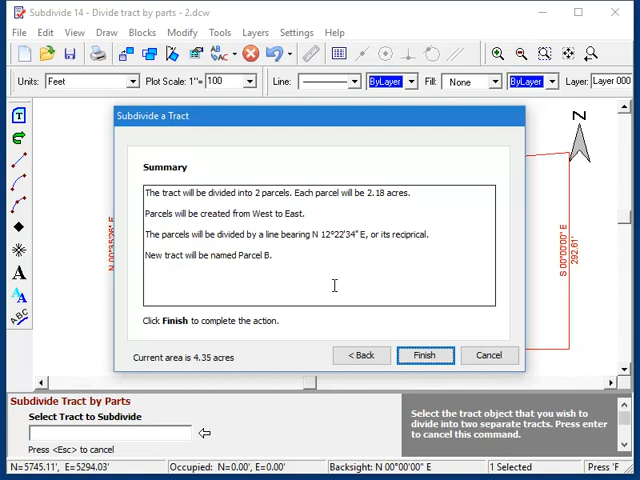 Subdivide 14 - Divide tract by parts - 2.dcw
File Edit View Draw Blocks Modify Tools Layers Settings Help
Units: Feet Plot Scale: 1"= 100 Line: ByLayer Fill: None ByLayer Layer: Layer 000
Subdivide a Tract
Summary
The tract will be divided into 2 parcels. Each parcel will be 2.18 acres.
Parcels will be created from West to East.
The parcels will be divided by a line bearing N 12°22'34" E, or its reciprical.
New tract will be named Parcel B.
Click Finish to complete the action.
Current area is 4.35 acres
< Back Finish Cancel
N
S 00°00'00" E
292.61'
Subdivide Tract by Parts
Select Tract to Subdivide
Press <Esc> to cancel
Select the tract object that you wish to
divide into two separate tracts. Press enter
to cancel this command.
N=5745.11', E=5294.03' Occupied: N=0.00', E=0.00' Backsight: N 00°00'00" E 1 Selected Press 'F